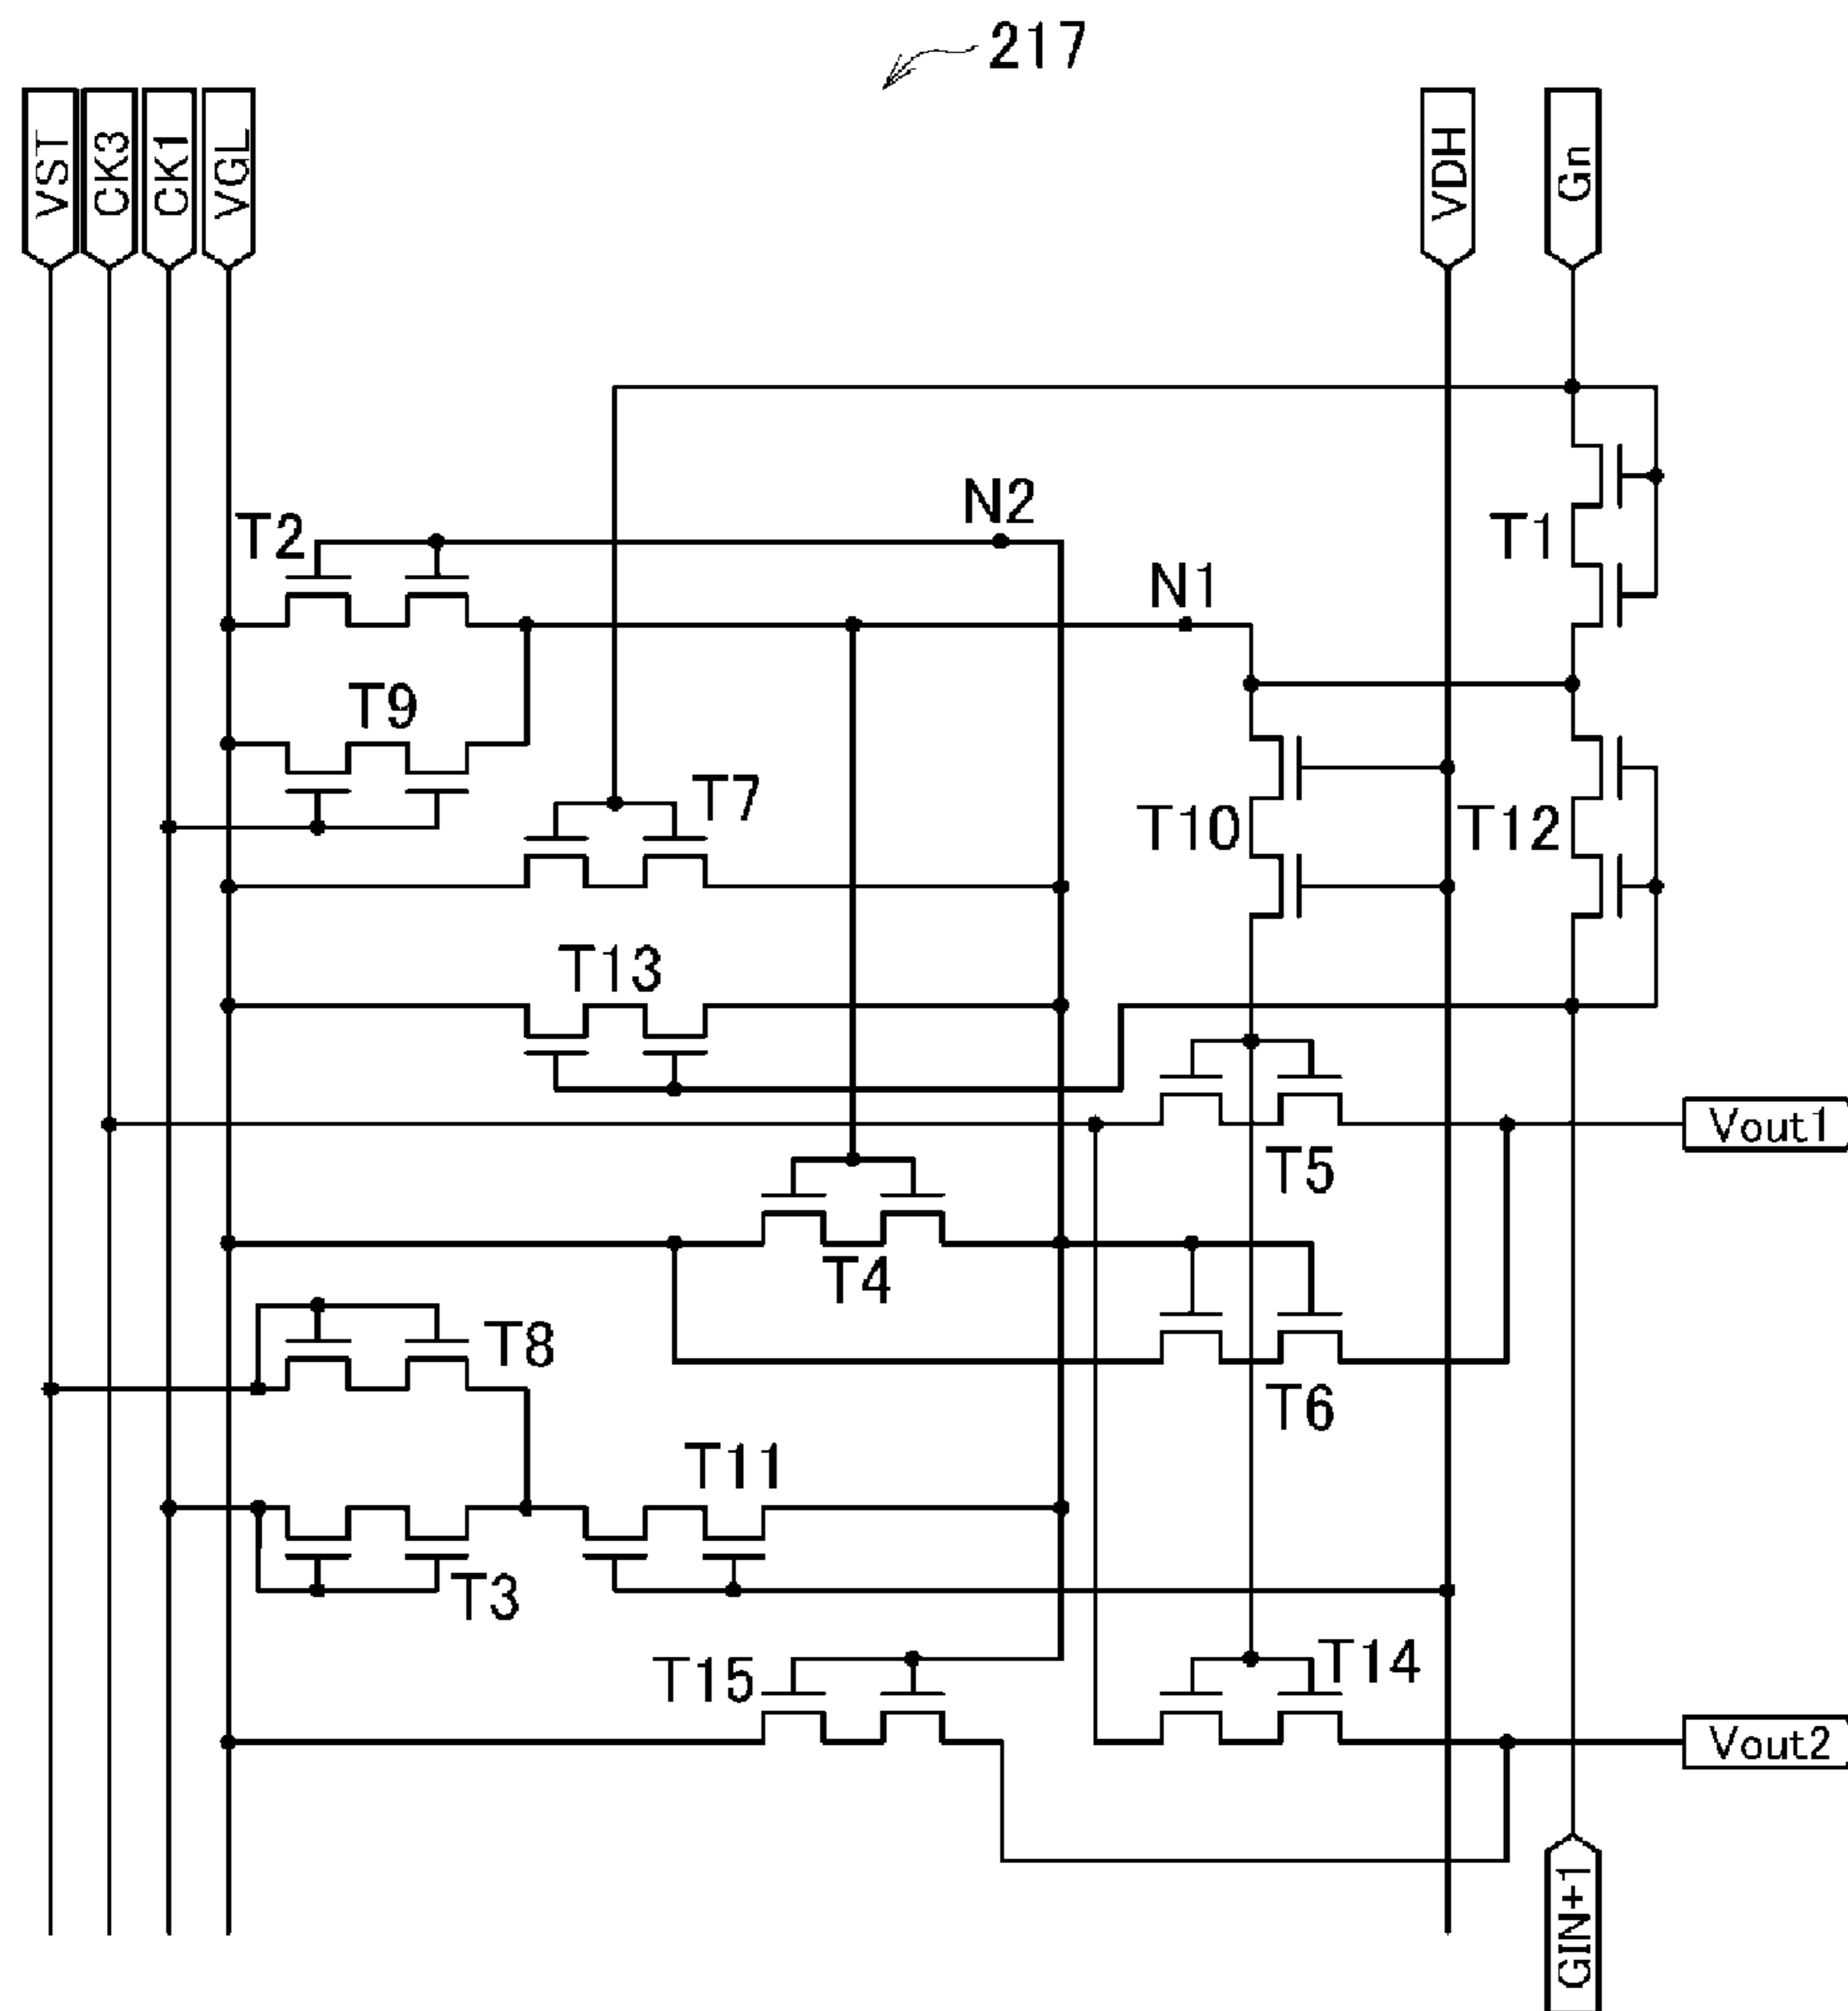 217
VST
CK3
CK1
VGL
VDH
Gn
T1
T2
N2
N1
T9
T7
T10
T12
T13
Vout1
T5
T4
T8
T6
T11
T3
T15
T14
Vout2
GIN+1